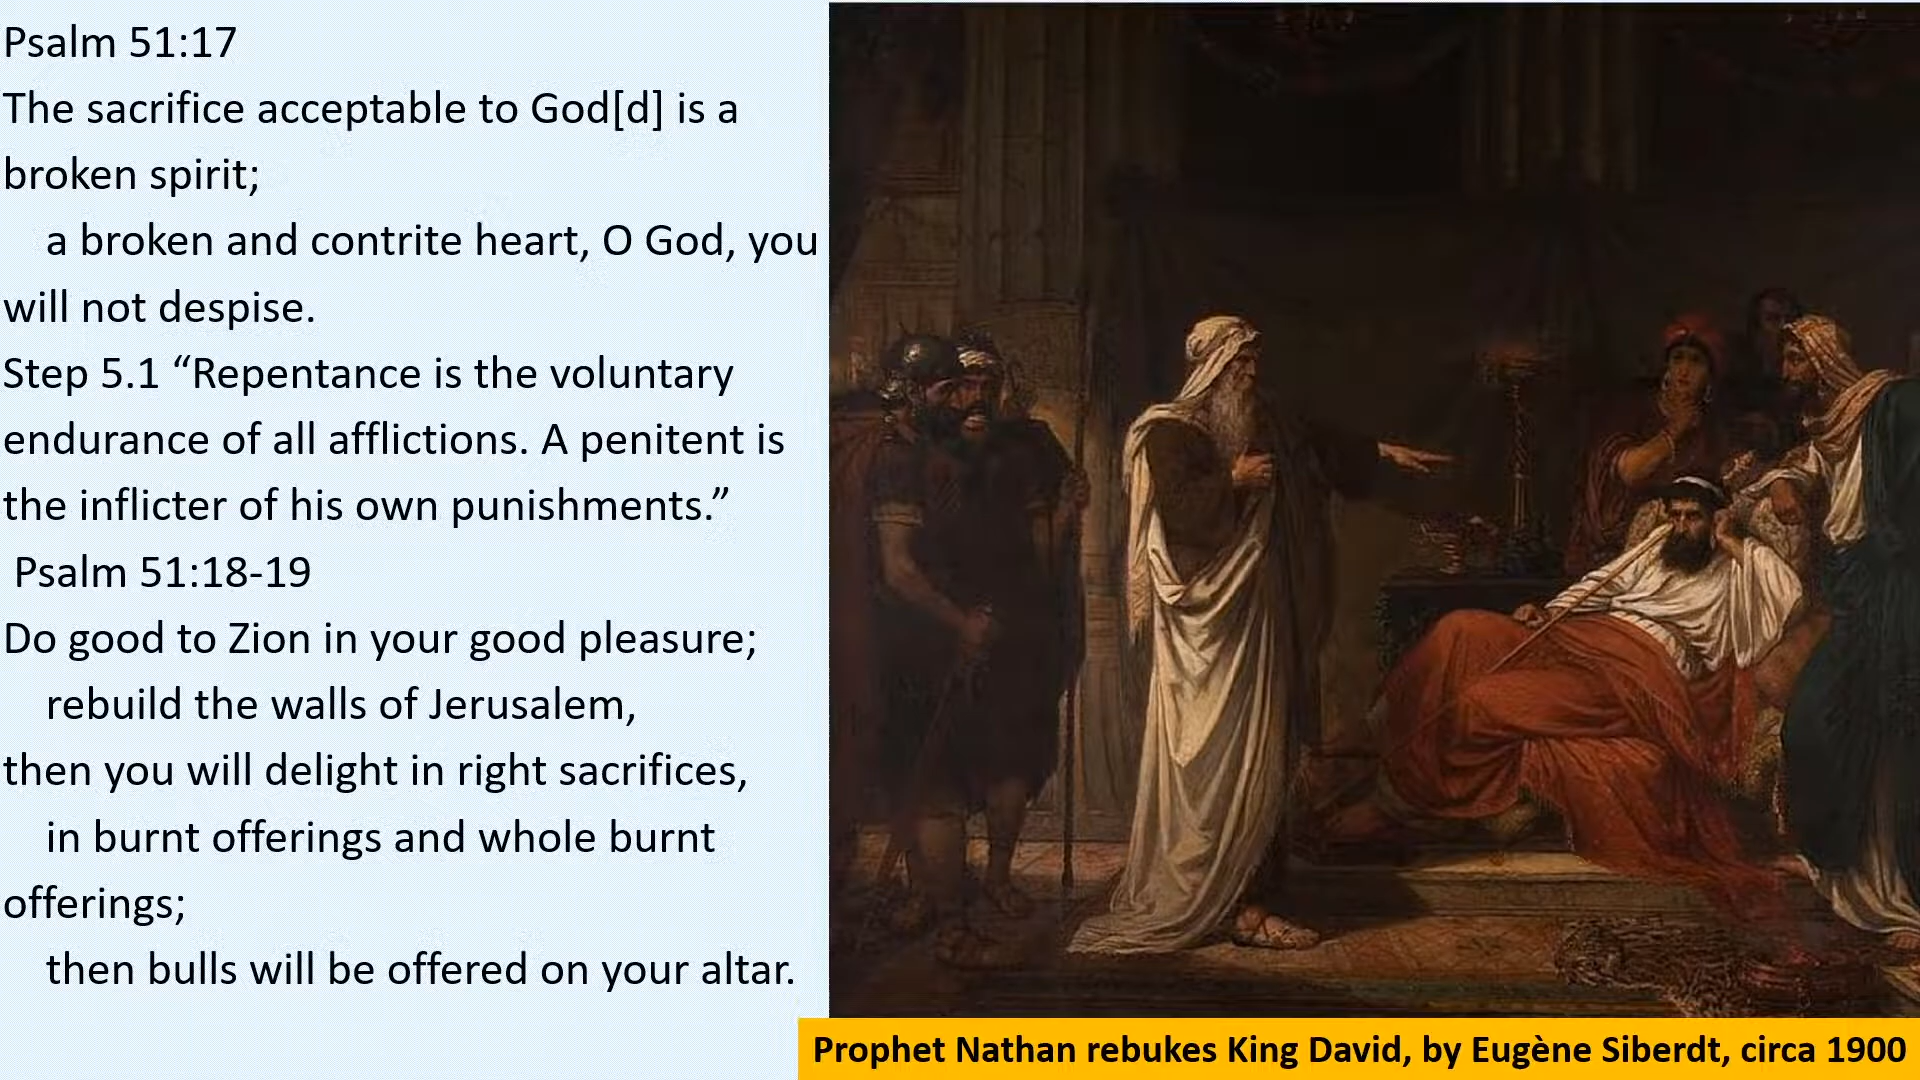 Psalm 51:17
The sacrifice acceptable to God[d] is a
broken spirit;
a broken and contrite heart, O God, you
will not despise.
Step 5.1 “Repentance is the voluntary
endurance of all afflictions. A penitent is
the inflicter of his own punishments.”
Psalm 51:18-19
Do good to Zion in your good pleasure;
rebuild the walls of Jerusalem,
then you will delight in right sacrifices,
in burnt offerings and whole burnt
offerings;
then bulls will be offered on your altar.
Prophet Nathan rebukes King David, by Eugène Siberdt, circa 1900